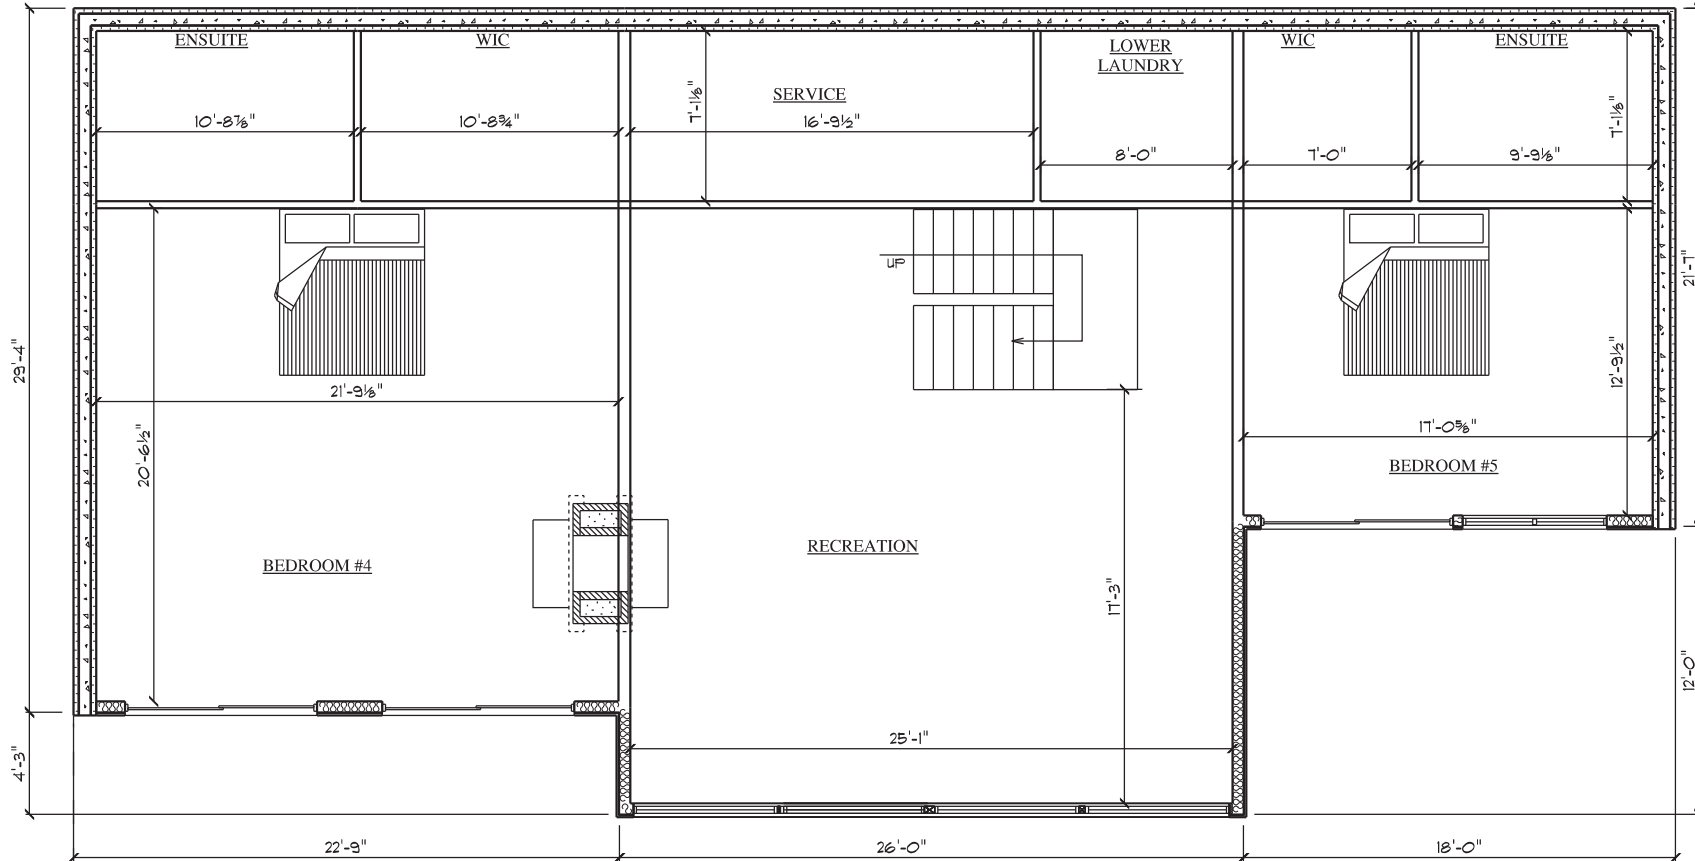 ENSUITE
WIC
LOWER
LAUNDRY
WIC
ENSUITE
SERVICE
7'-1⅛"
7'-1⅛"
10'-8⅞"
10'-8¾"
16'-9½"
8'-0"
7'-0"
9'-9⅛"
UP
21'-7"
29'-4"
12'-9½"
21'-9⅛"
17'-0⅝"
20'-6½"
BEDROOM #5
RECREATION
BEDROOM #4
17'-3"
12'-0"
25'-1"
4'-3"
22'-9"
26'-0"
18'-0"